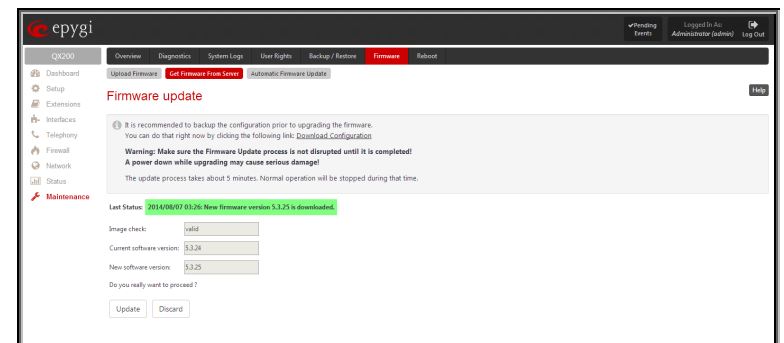 epygi
✔Pending Events
Logged In As:
Administrator (admin)
Log Out
QX200
Overview Diagnostics System Logs User Rights Backup / Restore Firmware Reboot
Dashboard
Setup
Extensions
Interfaces
Telephony
Firewall
Network
Status
Maintenance
Upload Firmware Get Firmware From Server Automatic Firmware Update
Firmware update
Help
It is recommended to backup the configuration prior to upgrading the firmware.
You can do that right now by clicking the following link: Download Configuration
Warning: Make sure the Firmware Update process is not disrupted until it is completed!
A power down while upgrading may cause serious damage!
The update process takes about 5 minutes. Normal operation will be stopped during that time.
Last Status: 2014/08/07 03:26: New firmware version 5.3.25 is downloaded.
Image check: valid
Current software version: 5.3.24
New software version: 5.3.25
Do you really want to proceed ?
Update Discard